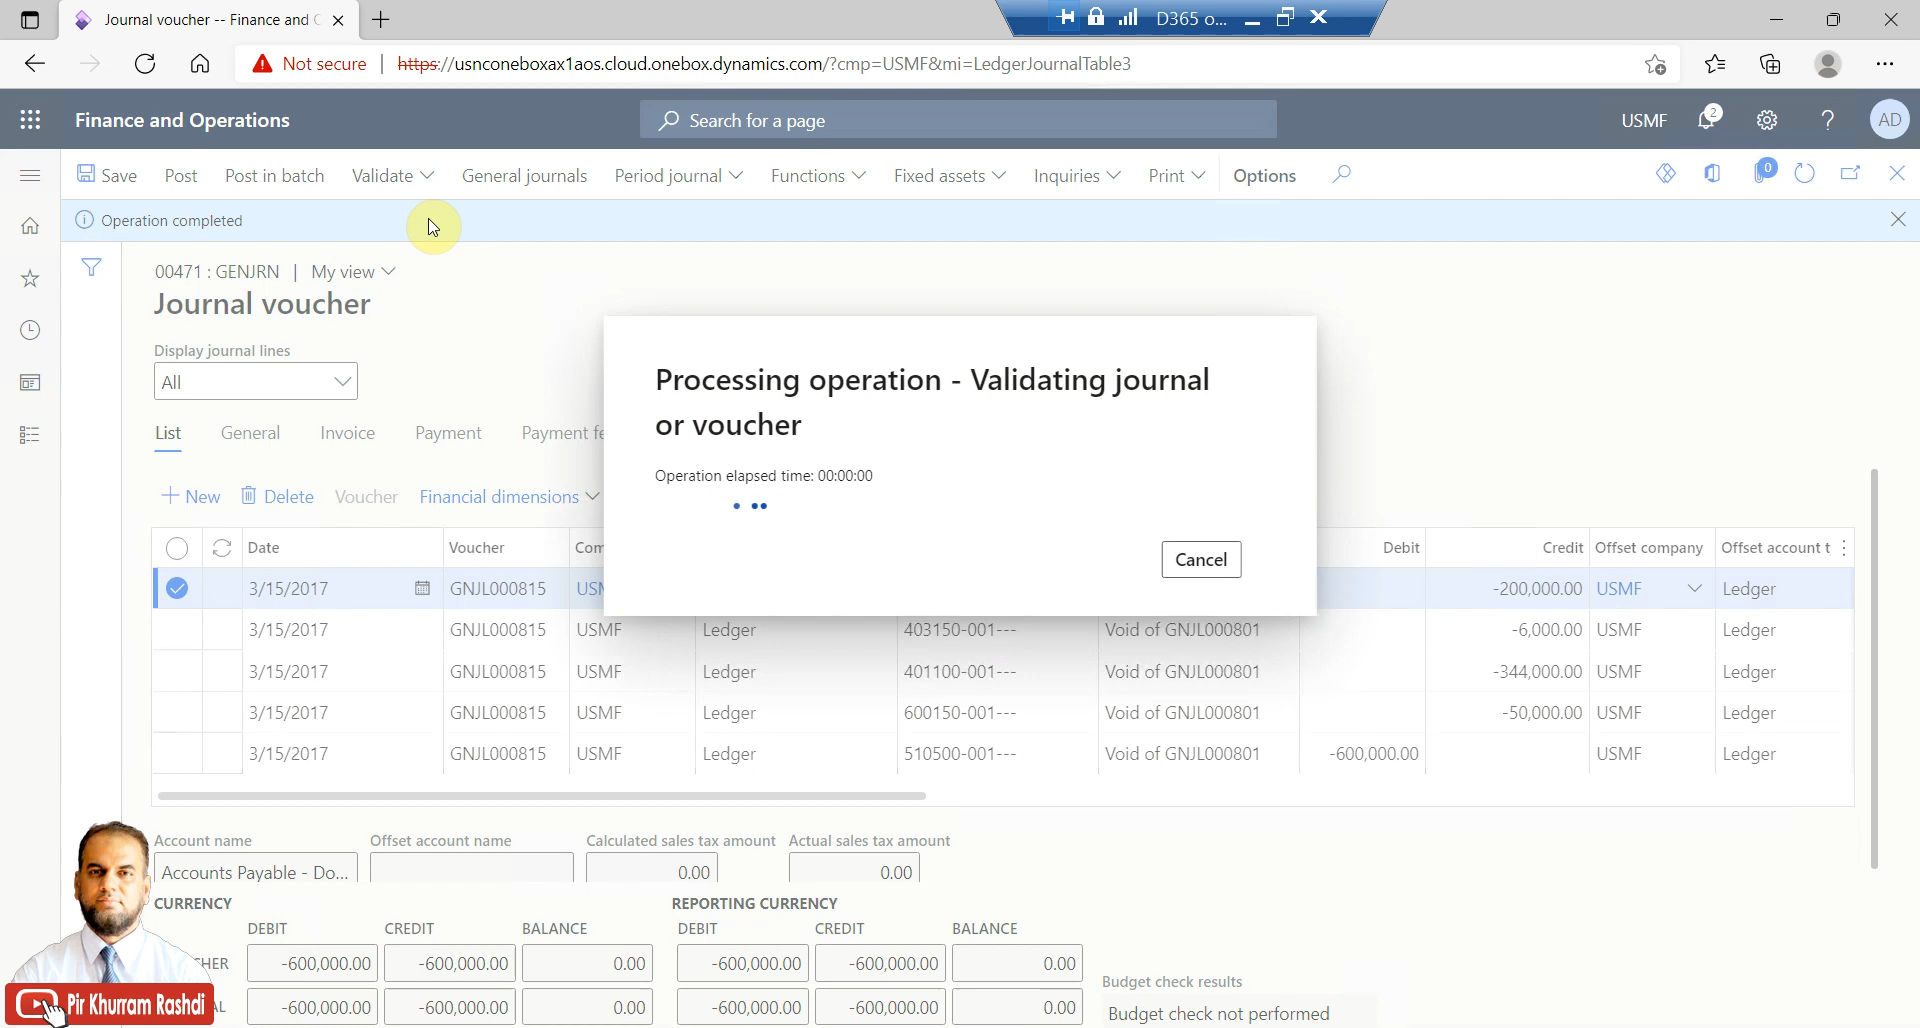 Journal voucher -- Finance and
D365 o...
Not secure
https://usnconeboxax1aos.cloud.onebox.dynamics.com/?cmp=USMF&mi=LedgerJournalTable3
Finance and Operations
Search for a page
USMF
2
?
AD
Save Post Post in batch Validate General journals Period journal Functions Fixed assets Inquiries Print Options
0
Operation completed
00471 : GENJRN | My view
Journal voucher
Display journal lines
All
List General Invoice Payment Payment fe
Processing operation - Validating journal
or voucher
Operation elapsed time: 00:00:00
Cancel
New Delete Voucher Financial dimensions
Date Voucher Com Debit Credit Offset company Offset account t
3/15/2017 GNJL000815 USM -200,000.00 USMF Ledger
3/15/2017 GNJL000815 USMF Ledger 403150-001--- Void of GNJL000801 -6,000.00 USMF Ledger
3/15/2017 GNJL000815 USMF Ledger 401100-001--- Void of GNJL000801 -344,000.00 USMF Ledger
3/15/2017 GNJL000815 USMF Ledger 600150-001--- Void of GNJL000801 -50,000.00 USMF Ledger
3/15/2017 GNJL000815 USMF Ledger 510500-001--- Void of GNJL000801 -600,000.00 USMF Ledger
Account name Offset account name Calculated sales tax amount Actual sales tax amount
Accounts Payable - Do... 0.00 0.00
CURRENCY REPORTING CURRENCY
DEBIT CREDIT BALANCE DEBIT CREDIT BALANCE
HER -600,000.00 -600,000.00 0.00 -600,000.00 -600,000.00 0.00
Budget check results
AL -600,000.00 -600,000.00 0.00 -600,000.00 -600,000.00 0.00
Budget check not performed
Pir Khurram Rashdi